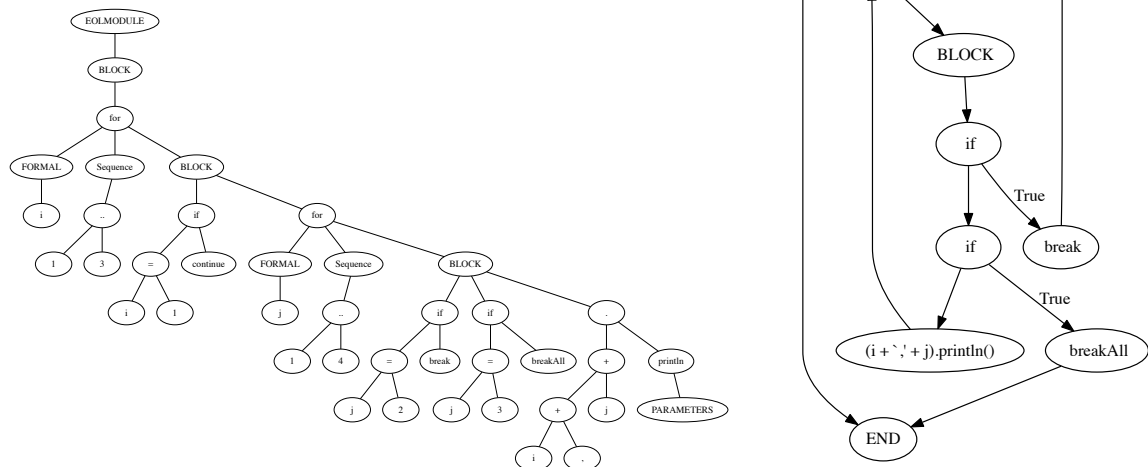 EOLMODULE
BLOCK
for
FORMAL Sequence BLOCK
i .. if for
1 3 = continue FORMAL Sequence BLOCK
i 1 j .. if if .
1 4 = break = breakAll + println
j 2 j 3 + j PARAMETERS
i ,
BLOCK
if
True
if break
True
(i + `,' + j).println() breakAll
END